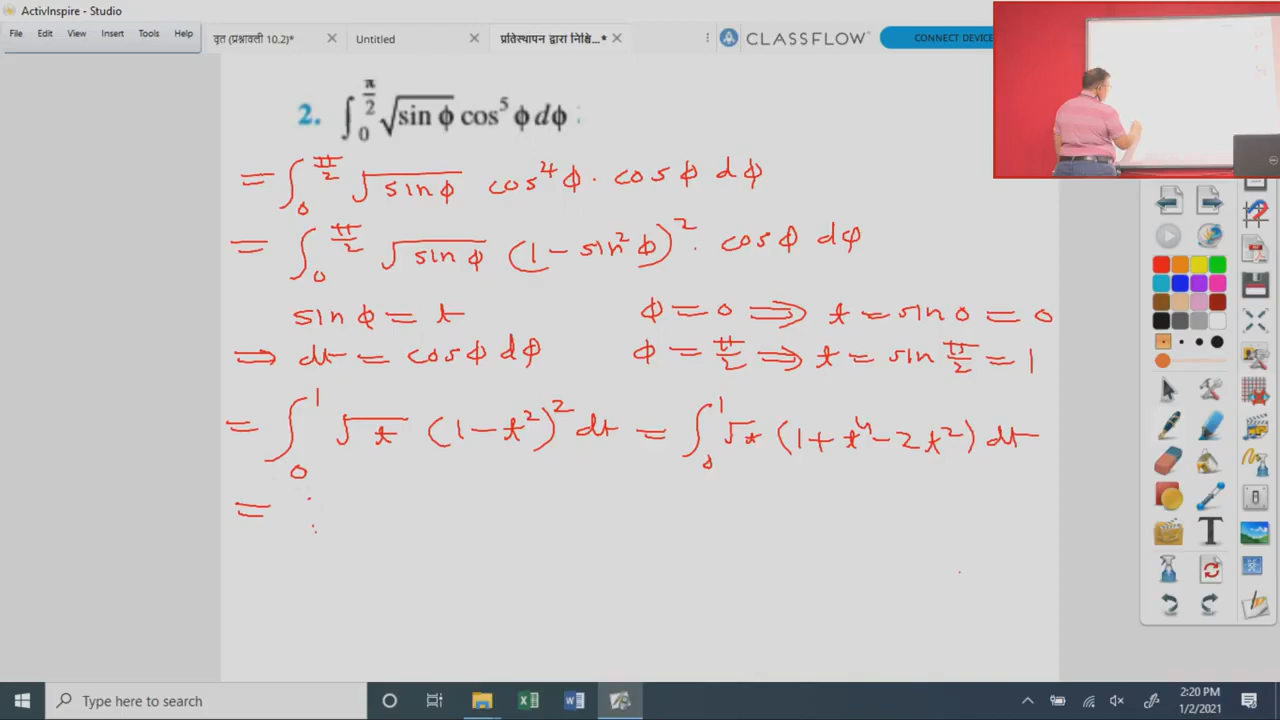 ActivInspire - Studio
File Edit View Insert Tools Help
वृत (प्रश्नावली 10.2)* Untitled प्रतिस्थापन द्वारा निश्चि...* CLASSFLOW CONNECT DEVICE
2. ∫₀^(π/2) √(sin ϕ) cos⁵ ϕ dϕ
= ∫₀^(π/2) √(sin ϕ) cos⁴ ϕ · cos ϕ dϕ
= ∫₀^(π/2) √(sin ϕ) (1 − sin² ϕ)² · cos ϕ dϕ
sin ϕ = t ϕ = 0 ⟹ t = sin 0 = 0
⟹ dt = cos ϕ dϕ ϕ = π/2 ⟹ t = sin π/2 = 1
= ∫₀¹ √t (1 − t²)² dt = ∫₀¹ √t (1 + t⁴ − 2t²) dt
=
Type here to search
2:20 PM
1/2/2021